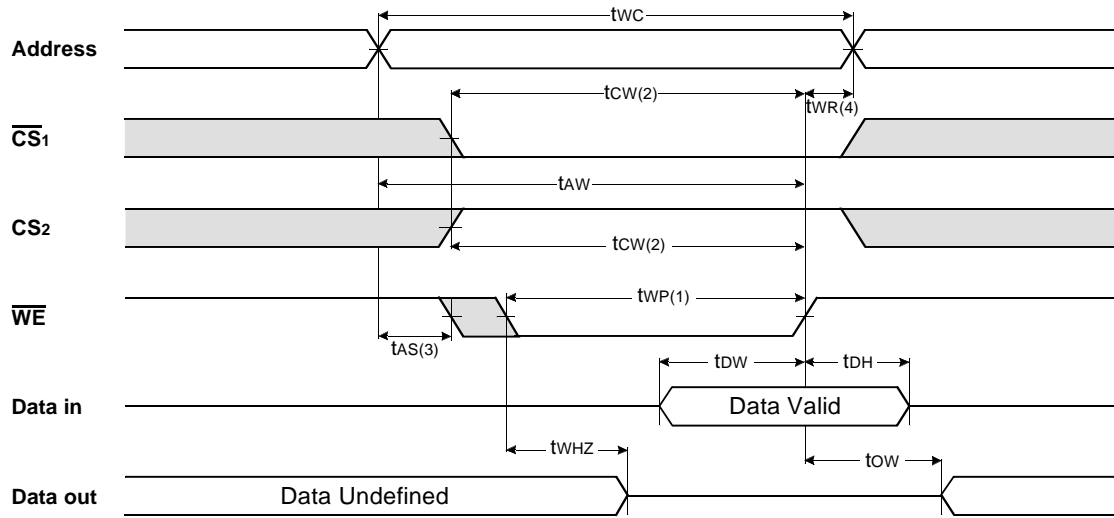 tWC
Address
tCW(2)
tWR(4)
CS1
tAW
CS2
tCW(2)
tWP(1)
WE
tAS(3)
tDW
tDH
Data in
Data Valid
tWHZ
tOW
Data out
Data Undefined